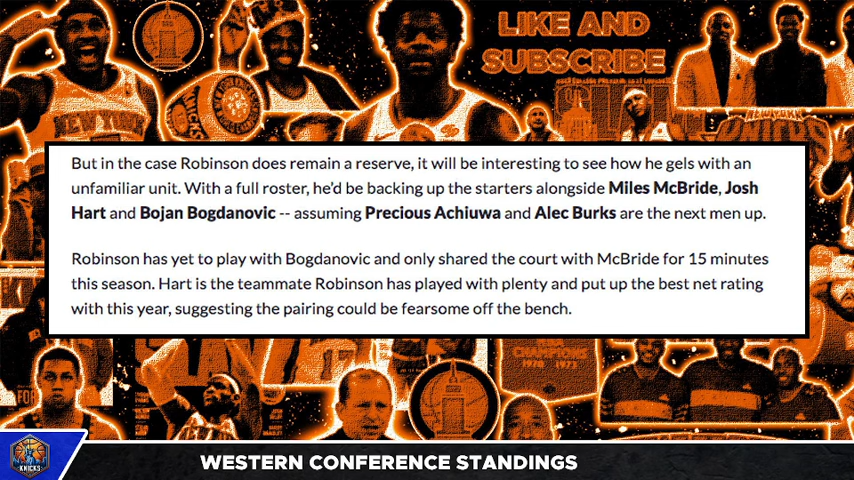 LIKE AND
SUBSCRIBE
NEW YORK
KNICKS
But in the case Robinson does remain a reserve, it will be interesting to see how he gels with an
unfamiliar unit. With a full roster, he'd be backing up the starters alongside Miles McBride, Josh
Hart and Bojan Bogdanovic -- assuming Precious Achiuwa and Alec Burks are the next men up.
Robinson has yet to play with Bogdanovic and only shared the court with McBride for 15 minutes
this season. Hart is the teammate Robinson has played with plenty and put up the best net rating
with this year, suggesting the pairing could be fearsome off the bench.
KNICKS
WESTERN CONFERENCE STANDINGS